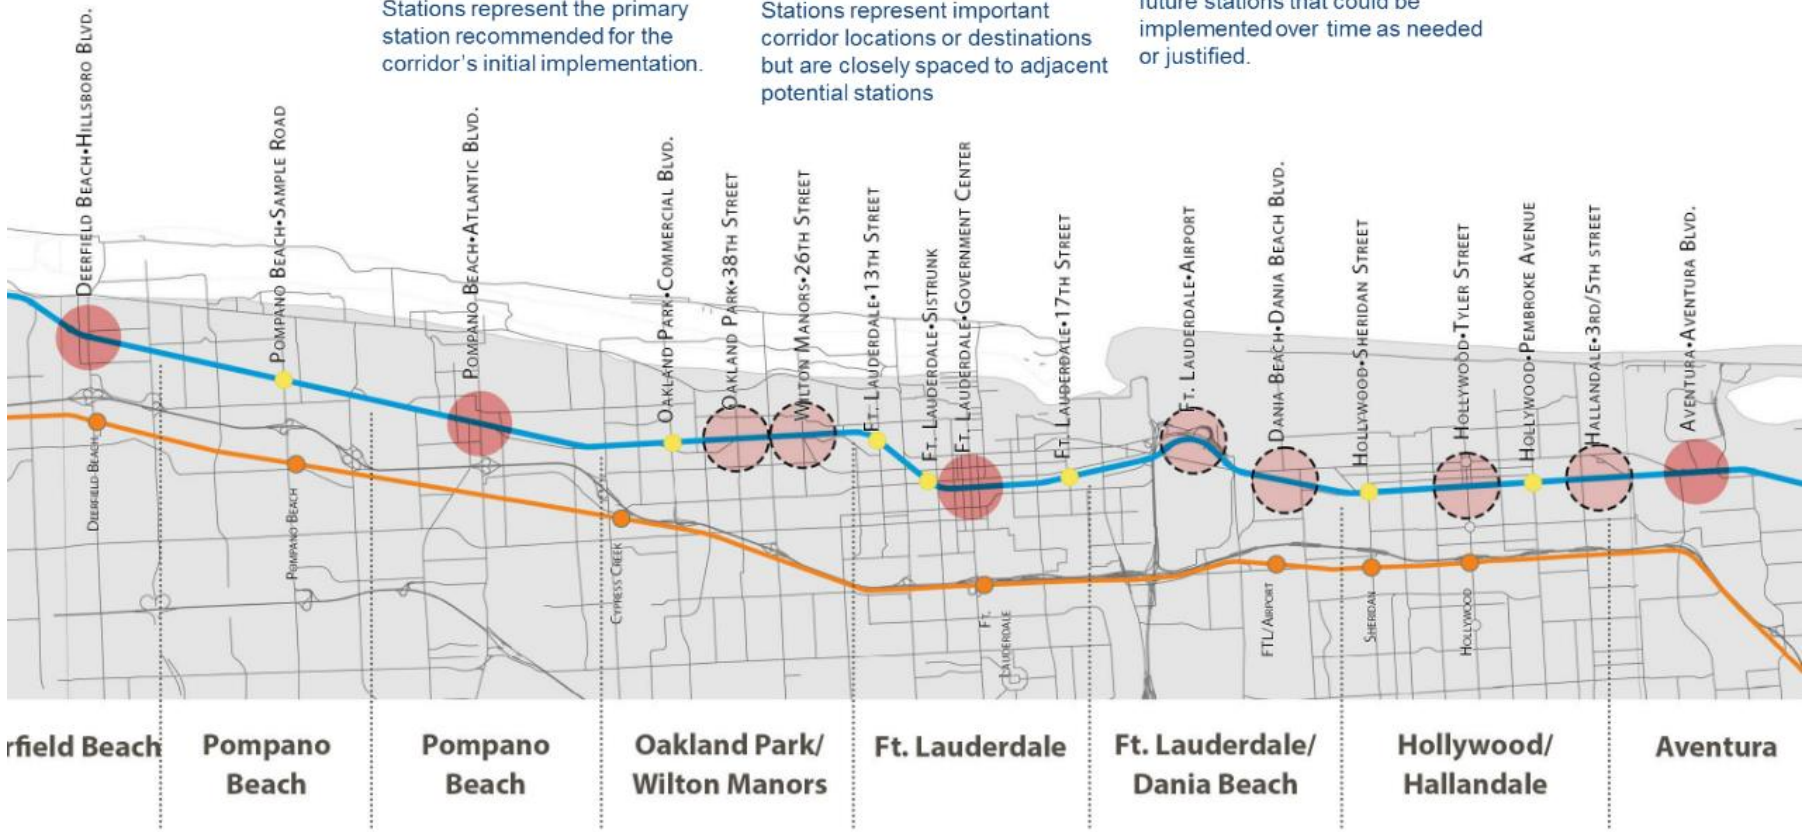 Stations represent the primary
station recommended for the
corridor's initial implementation.
Stations represent important
corridor locations or destinations
but are closely spaced to adjacent
potential stations
future stations that could be
implemented over time as needed
or justified.
DEERFIELD BEACH•HILLSBORO BLVD.
POMPANO BEACH•SAMPLE ROAD
POMPANO BEACH•ATLANTIC BLVD.
OAKLAND PARK•COMMERCIAL BLVD.
OAKLAND PARK•38TH STREET
WILTON MANORS•26TH STREET
FT. LAUDERDALE•13TH STREET
FT. LAUDERDALE•SISTRUNK
FT. LAUDERDALE•GOVERNMENT CENTER
FT. LAUDERDALE•17TH STREET
FT. LAUDERDALE•AIRPORT
DANIA BEACH•DANIA BEACH BLVD.
HOLLYWOOD•SHERIDAN STREET
HOLLYWOOD•TYLER STREET
HOLLYWOOD•PEMBROKE AVENUE
HALLANDALE•3RD/5TH STREET
AVENTURA•AVENTURA BLVD.
DEERFIELD BEACH
POMPANO BEACH
CYPRESS CREEK
FT.
LAUDERDALE
FTL/AIRPORT
SHERIDAN
HOLLYWOOD
rfield Beach
Pompano
Beach
Pompano
Beach
Oakland Park/
Wilton Manors
Ft. Lauderdale
Ft. Lauderdale/
Dania Beach
Hollywood/
Hallandale
Aventura